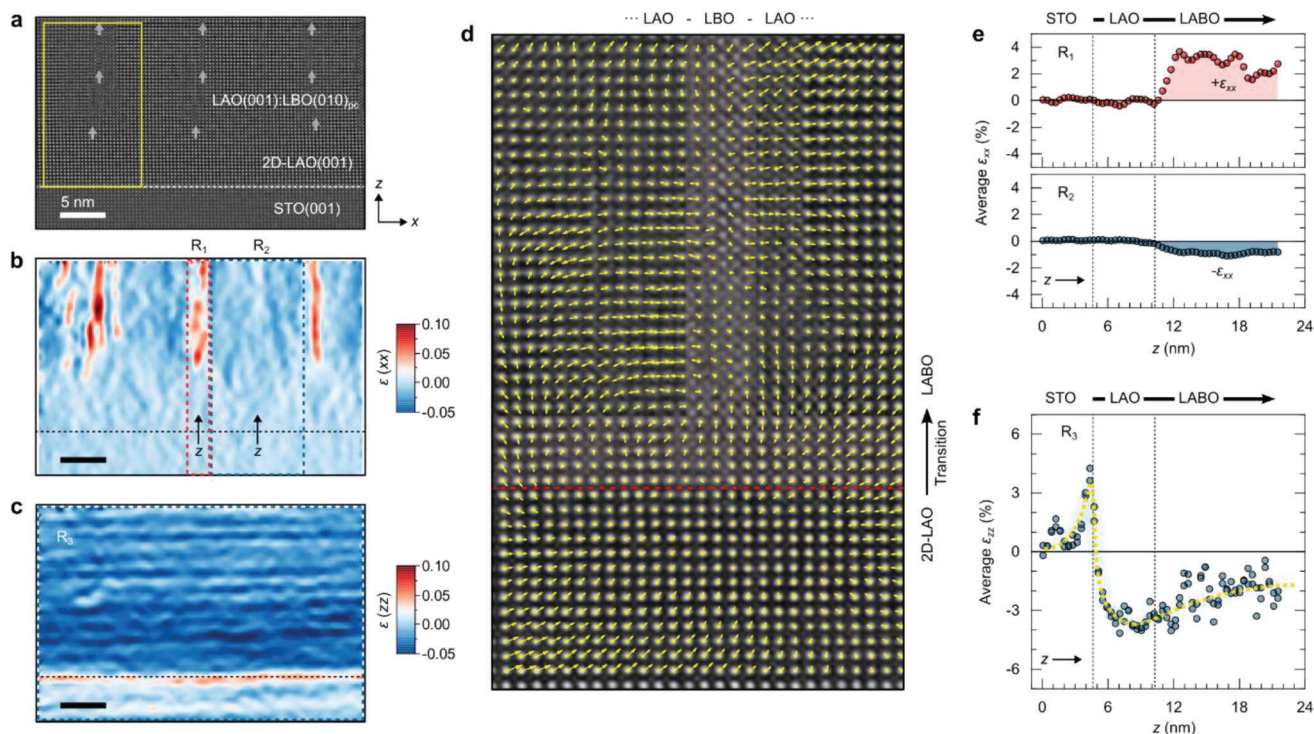 a
LAO(001):LBO(010)pc
2D-LAO(001)
5 nm
STO(001)
z
x
b
R1
R2
z
z
0.10
0.05
0.00
-0.05
ε (xx)
c
R3
0.10
0.05
0.00
-0.05
ε (zz)
d
··· LAO - LBO - LAO ···
2D-LAO
Transition
LABO
e
STO
LAO
LABO
R1
+εxx
4
2
0
-2
-4
Average εxx (%)
R2
-εxx
z
4
2
0
-2
-4
0
6
12
18
24
z (nm)
f
STO
LAO
LABO
R3
6
3
0
-3
-6
Average εzz (%)
z
0
6
12
18
24
z (nm)